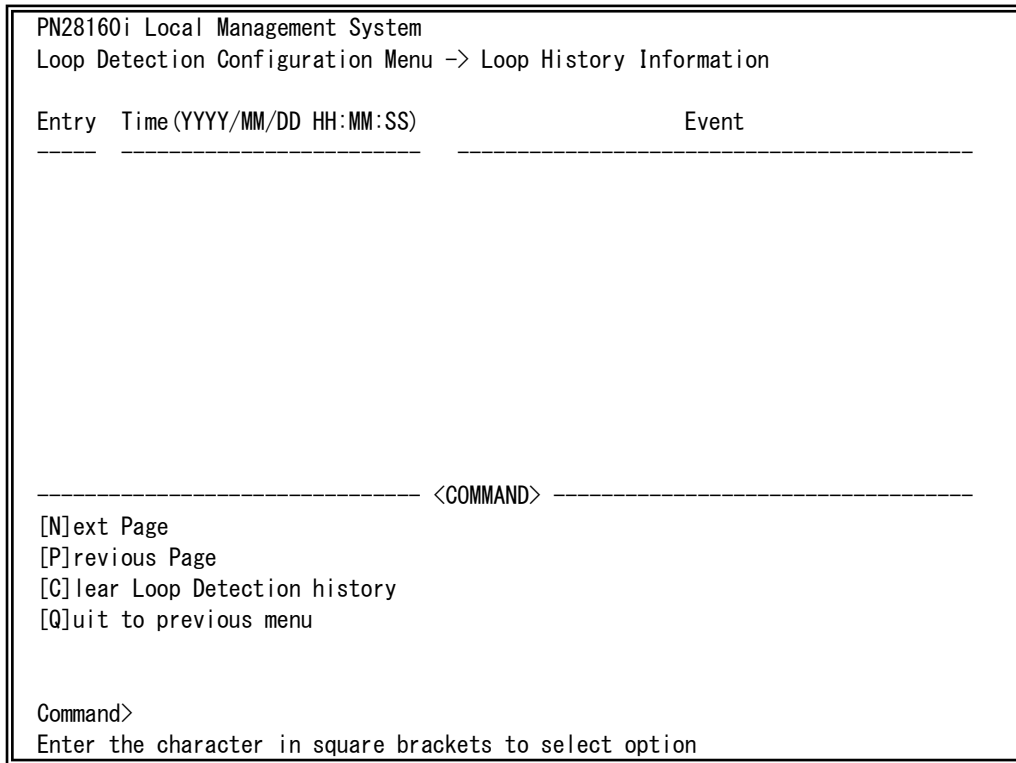 PN28160i Local Management System
Loop Detection Configuration Menu -> Loop History Information
Entry  Time(YYYY/MM/DD HH:MM:SS)                      Event
-----  -------------------------   -------------------------------------------
-------------------------------- <COMMAND> -----------------------------------
[N]ext Page
[P]revious Page
[C]lear Loop Detection history
[Q]uit to previous menu
Command>
Enter the character in square brackets to select option